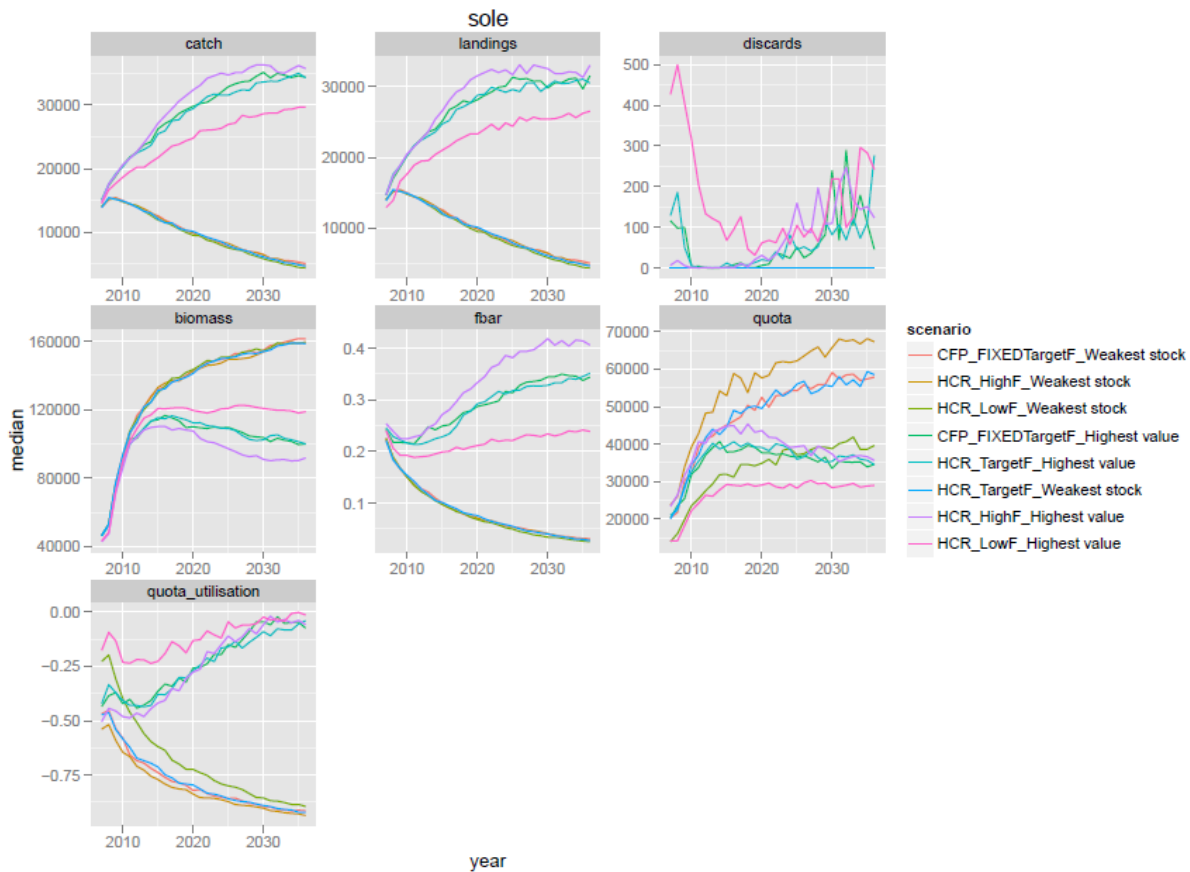 sole
catch
landings
discards
30000
20000
10000
2010
2020
2030
30000
20000
10000
2010
2020
2030
500
400
300
200
100
0
2010
2020
2030
biomass
fbar
quota
160000
120000
80000
40000
2010
2020
2030
0.4
0.3
0.2
0.1
2010
2020
2030
70000
60000
50000
40000
30000
20000
2010
2020
2030
quota_utilisation
0.00
−0.25
−0.50
−0.75
2010
2020
2030
median
year
scenario
CFP_FIXEDTargetF_Weakest stock
HCR_HighF_Weakest stock
HCR_LowF_Weakest stock
CFP_FIXEDTargetF_Highest value
HCR_TargetF_Highest value
HCR_TargetF_Weakest stock
HCR_HighF_Highest value
HCR_LowF_Highest value